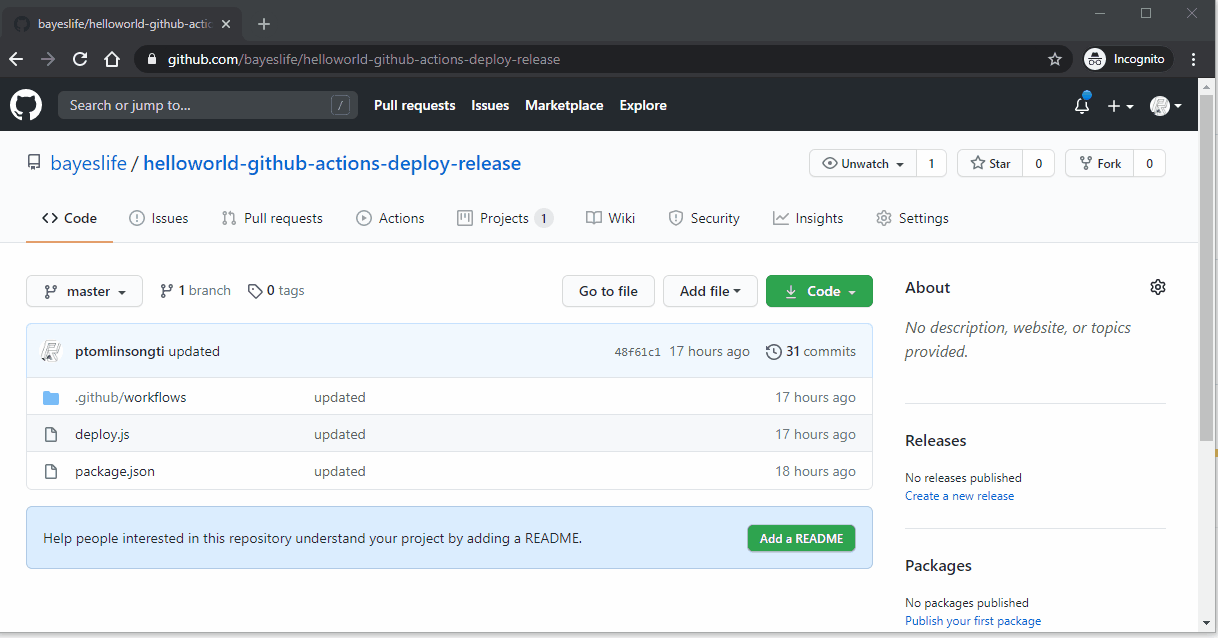 bayeslife/helloworld-github-actio
github.com/bayeslife/helloworld-github-actions-deploy-release
Incognito
Search or jump to... /
Pull requests Issues Marketplace Explore
bayeslife / helloworld-github-actions-deploy-release
Unwatch 1 Star 0 Fork 0
Code Issues Pull requests Actions Projects 1 Wiki Security Insights Settings
master 1 branch 0 tags Go to file Add file Code
ptomlinsongti updated 48f61c1 17 hours ago 31 commits
.github/workflows updated 17 hours ago
deploy.js updated 17 hours ago
package.json updated 18 hours ago
Help people interested in this repository understand your project by adding a README. Add a README
About
No description, website, or topics
provided.
Releases
No releases published
Create a new release
Packages
No packages published
Publish your first package